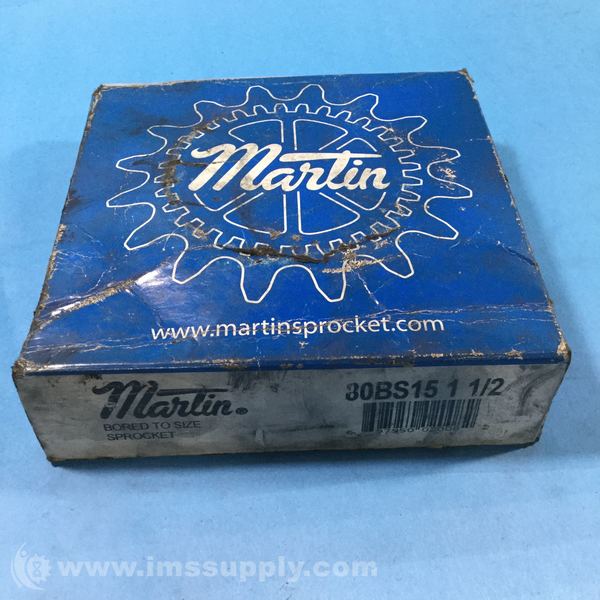 Martin
www.martinsprocket.com
Martin®
BORED TO SIZE
SPROCKET
80BS15 1 1/2
www.imssupply.com